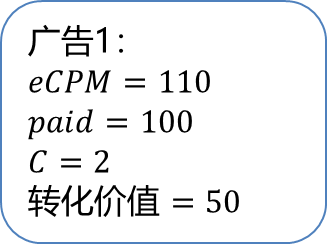 广告1：
eCPM = 110
paid = 100
C = 2
转化价值 = 50